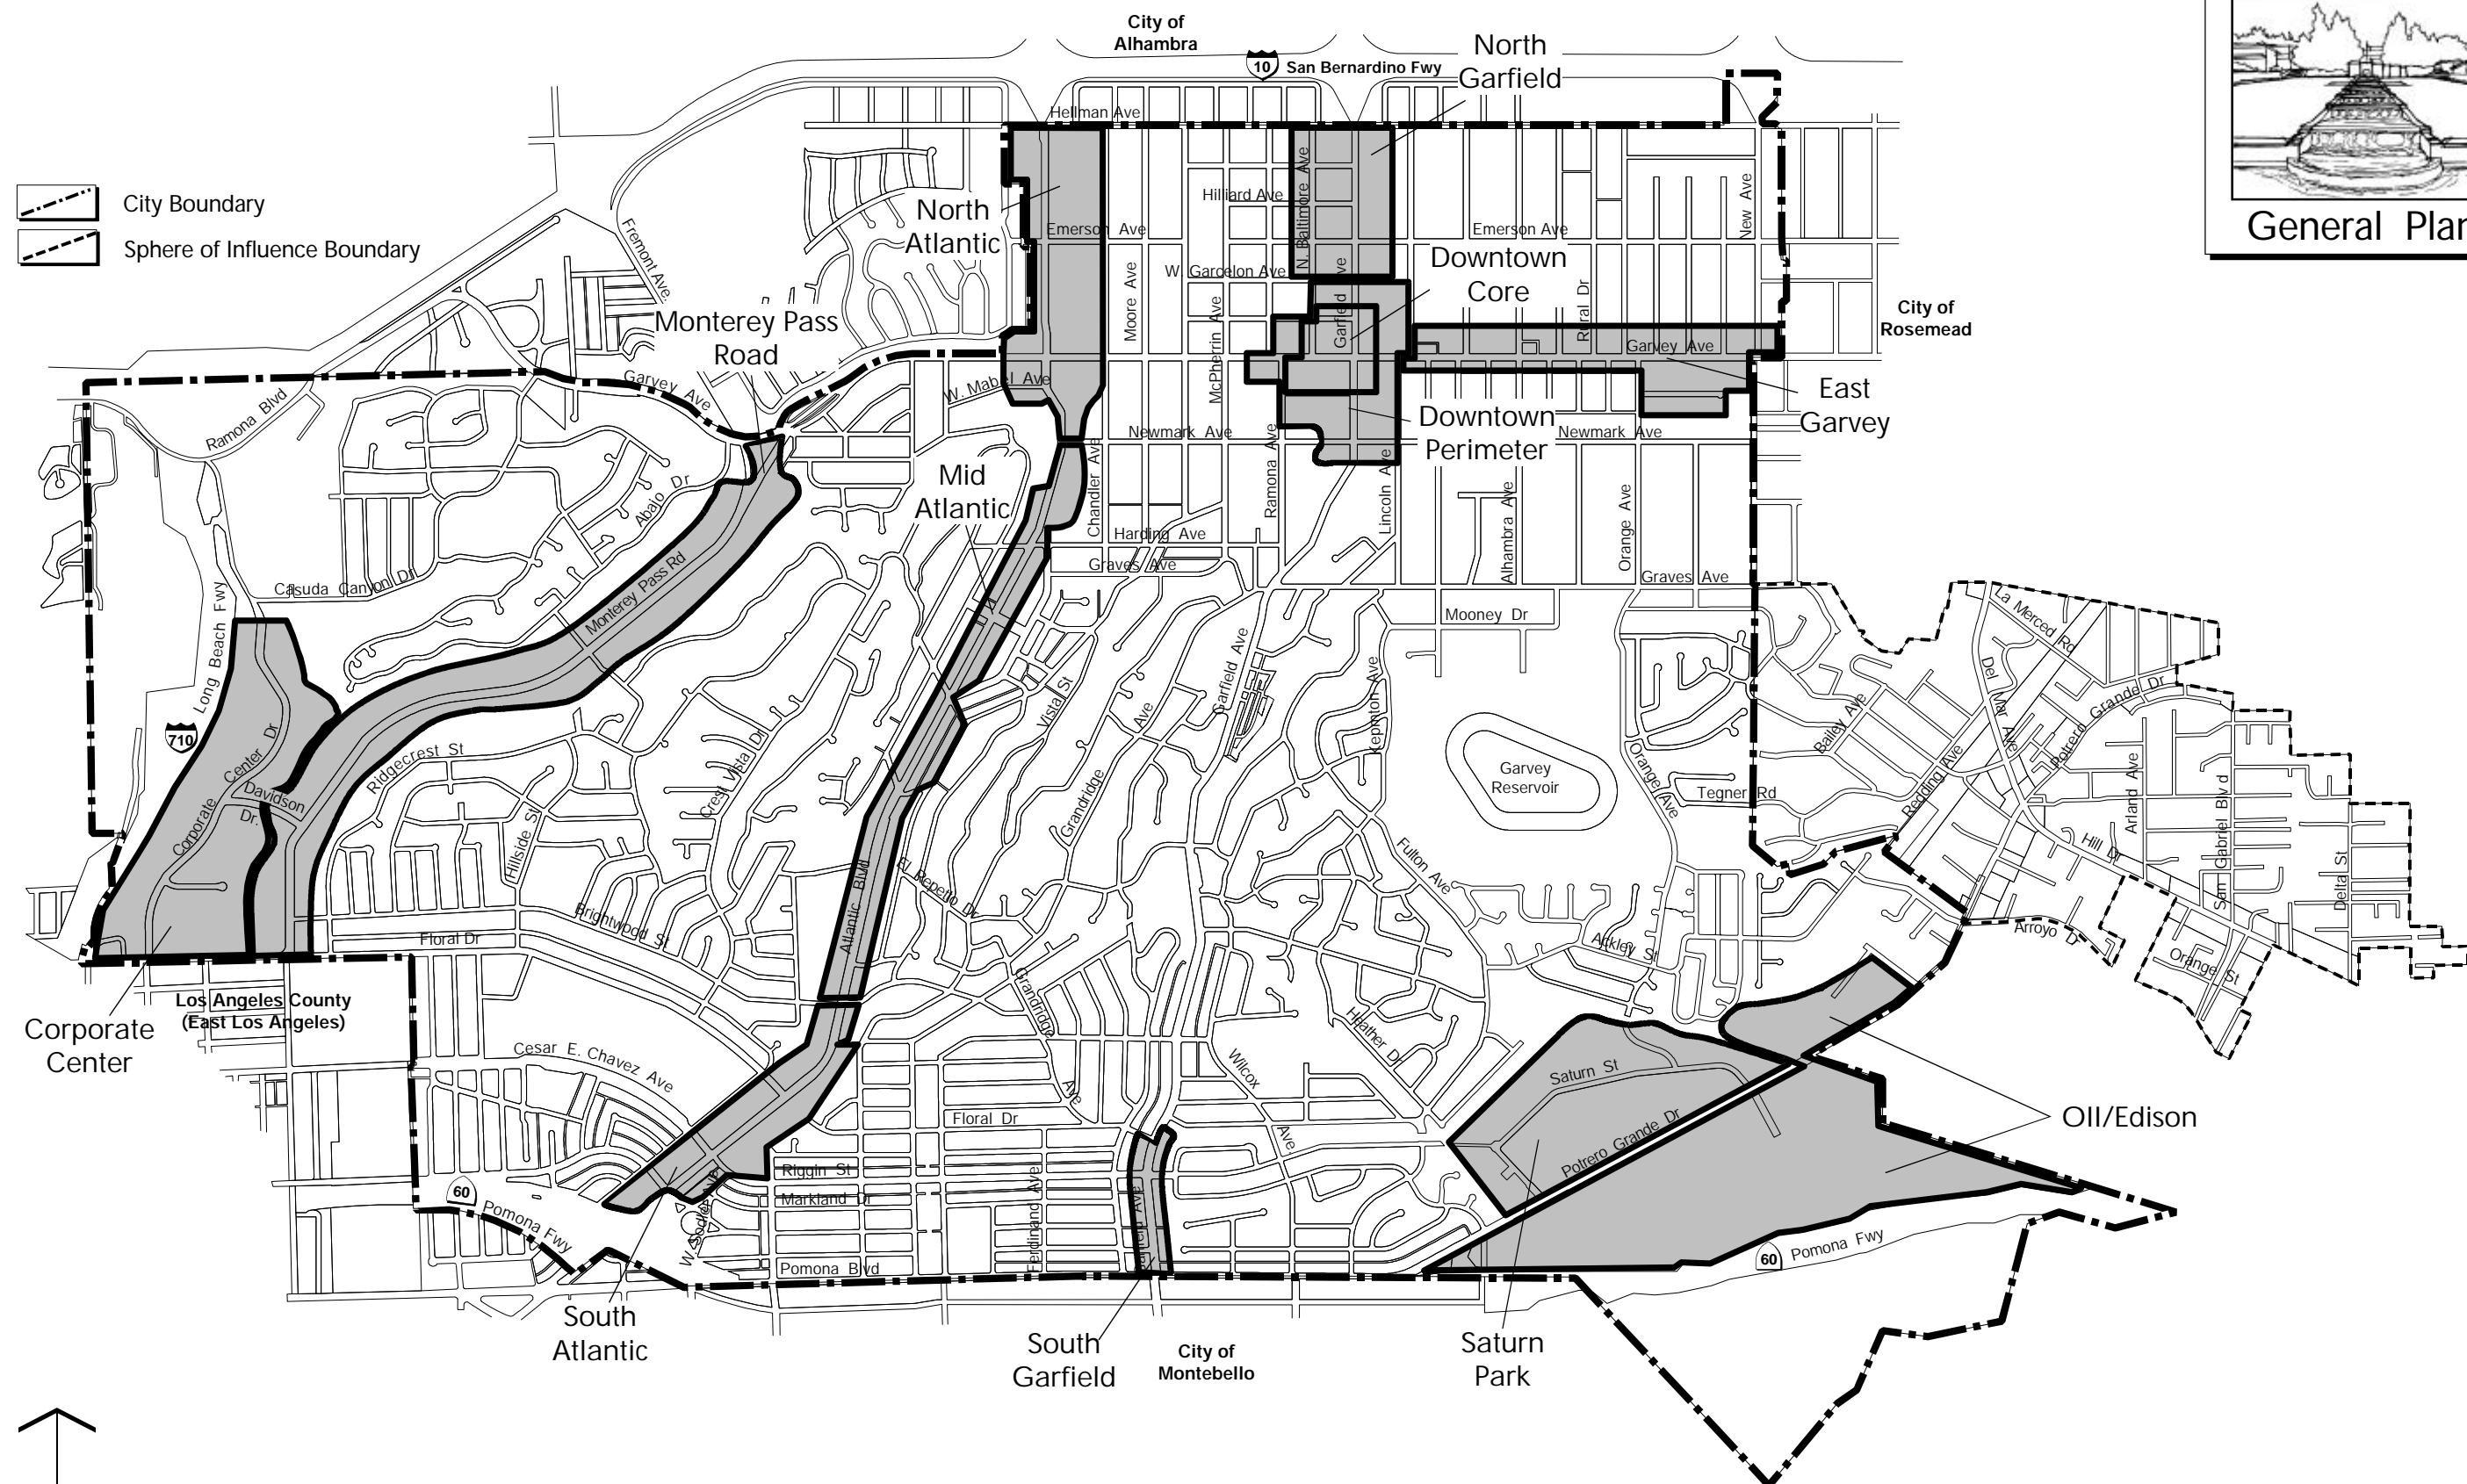 City of
Alhambra
10
San Bernardino Fwy
North
Garfield
General Plan
Hellman Ave
City Boundary
Sphere of Influence Boundary
Fremont Ave.
North
Atlantic
Hilliard Ave
N. Baltimore Ave
Emerson Ave
Emerson Ave
New Ave
W. Garcelon Ave
Downtown
Core
Moore Ave
McPherrin Ave
Garfield Ave
Rural Dr
City of
Rosemead
Monterey Pass
Road
Garvey Ave
Garvey Ave
W. Mabel Ave
East
Garvey
Ramona Blvd
Downtown
Perimeter
Newmark Ave
Newmark Ave
Mid
Atlantic
Chandler Ave
Ramona Ave
Lincoln Ave
Alhambra Ave
Orange Ave
Abajo Dr
Harding Ave
Graves Ave
Graves Ave
Casuda Canyon Dr
Monterey Pass Rd
Mooney Dr
La Merced Rd
Long Beach Fwy
710
Garfield Ave
Kempton Ave
Del Mar Ave
Potrero Grande Dr
Vista St
Bailey Ave
Redding Ave
Arland Ave
San Gabriel Blvd
Delta St
Corporate Center Dr
Davidson
Dr.
Ridgecrest St
Crest Vista Dr
Grandridge Ave
Garvey
Reservoir
Orange Ave
Tegner Rd
Hillside St
Hill Dr
Fulton Ave
El Repetto Dr
Atlantic Blvd
Brightwood St
Floral Dr
Ackley St
Arroyo Dr
Orange St
Los Angeles County
(East Los Angeles)
Corporate
Center
Grandridge Ave
Heather Dr
Wilcox Ave.
Cesar E. Chavez Ave
Saturn St
Floral Dr
OII/Edison
Potrero Grande Dr
Riggin St
Markland Dr
Ferdinand Ave
Garfield Ave
60
Pomona Fwy
Pomona Blvd
60
Pomona Fwy
South
Atlantic
South
Garfield
City of
Montebello
Saturn
Park